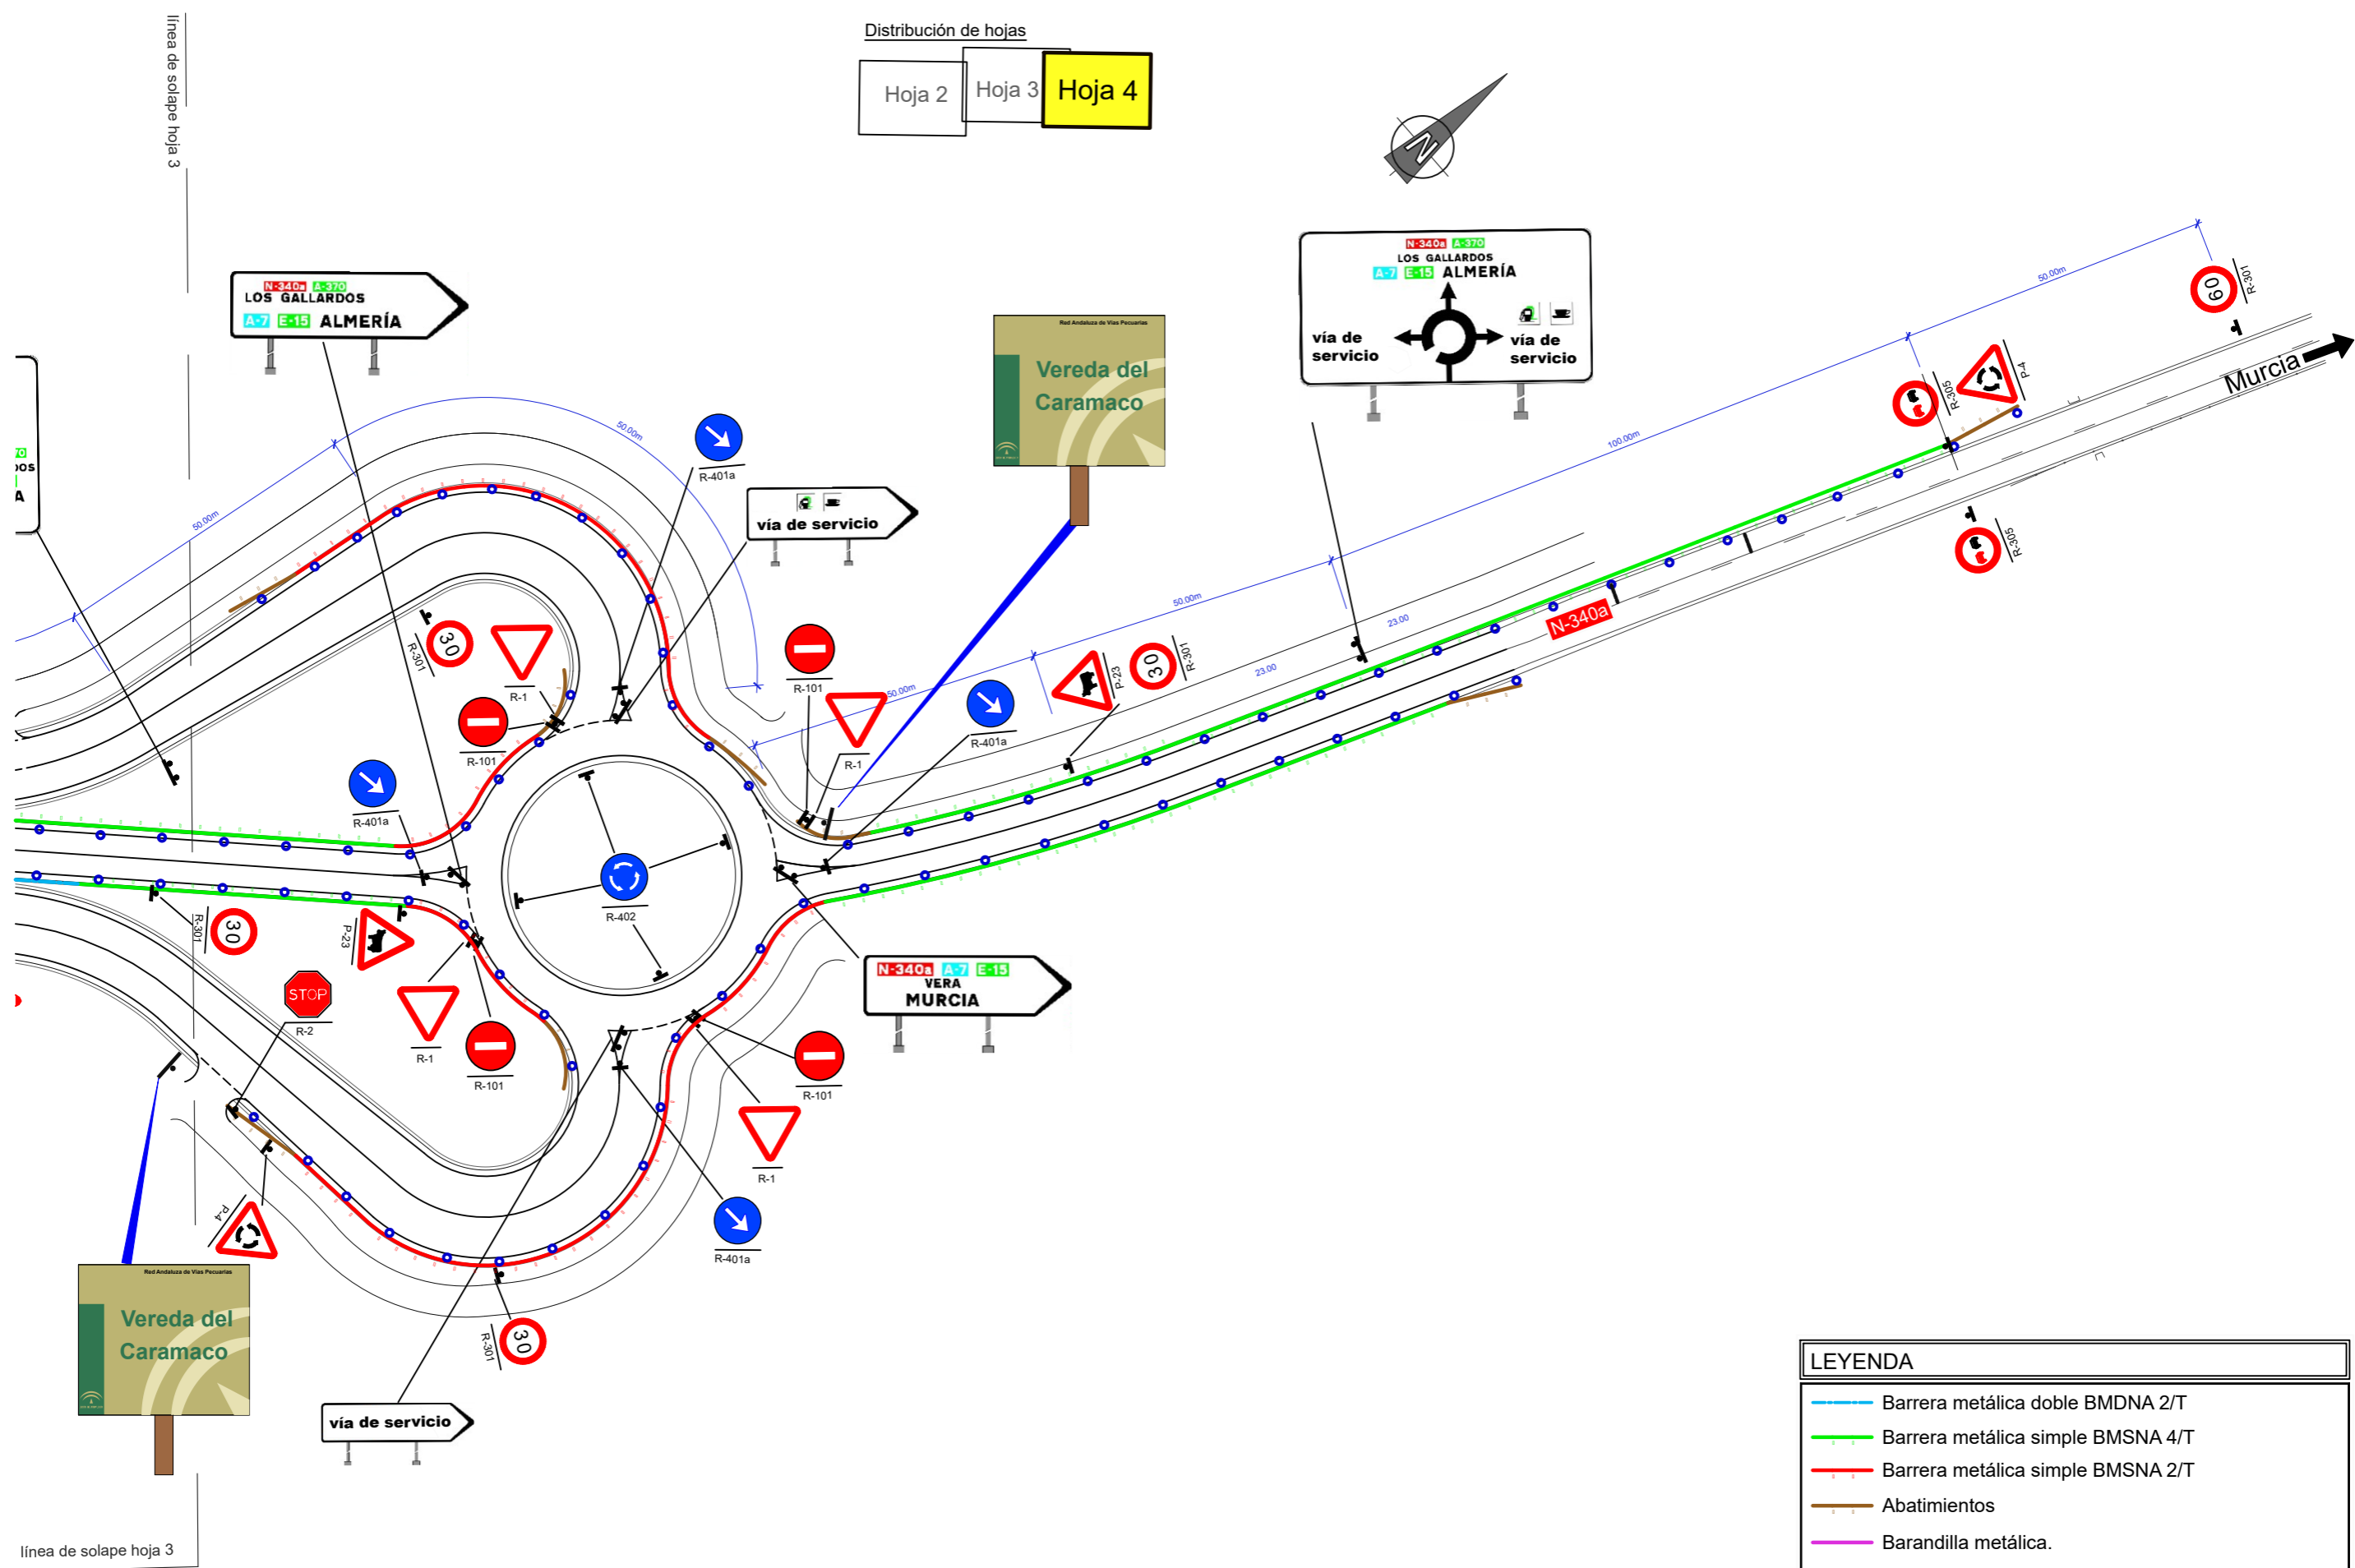 línea de solape hoja 3
Distribución de hojas
Hoja 2
Hoja 3
Hoja 4
N
N-340a A-370
LOS GALLARDOS
A-7 E-15 ALMERÍA
N-340a A-370
LOS GALLARDOS
A-7 E-15 ALMERÍA
vía de
servicio
vía de
servicio
Red Andaluza de Vías Pecuarias
Vereda del
Caramaco
50.00m
60
R-301
Murcia
P-4
R-305
R-305
100.00m
50.00m
50.00m
R-401a
vía de servicio
70
DOS
A
50.00m
23.00
23.00
N-340a
50.00m
30
R-301
R-1
R-101
R-101
R-1
P-23
30
R-301
R-401a
R-401a
R-402
R-301
30
P-23
N-340a A-7 E-15
VERA
MURCIA
STOP
R-2
R-1
R-101
R-101
R-1
R-401a
P-4
30
R-301
Red Andaluza de Vías Pecuarias
Vereda del
Caramaco
vía de servicio
línea de solape hoja 3
LEYENDA
Barrera metálica doble BMDNA 2/T
Barrera metálica simple BMSNA 4/T
Barrera metálica simple BMSNA 2/T
Abatimientos
Barandilla metálica.